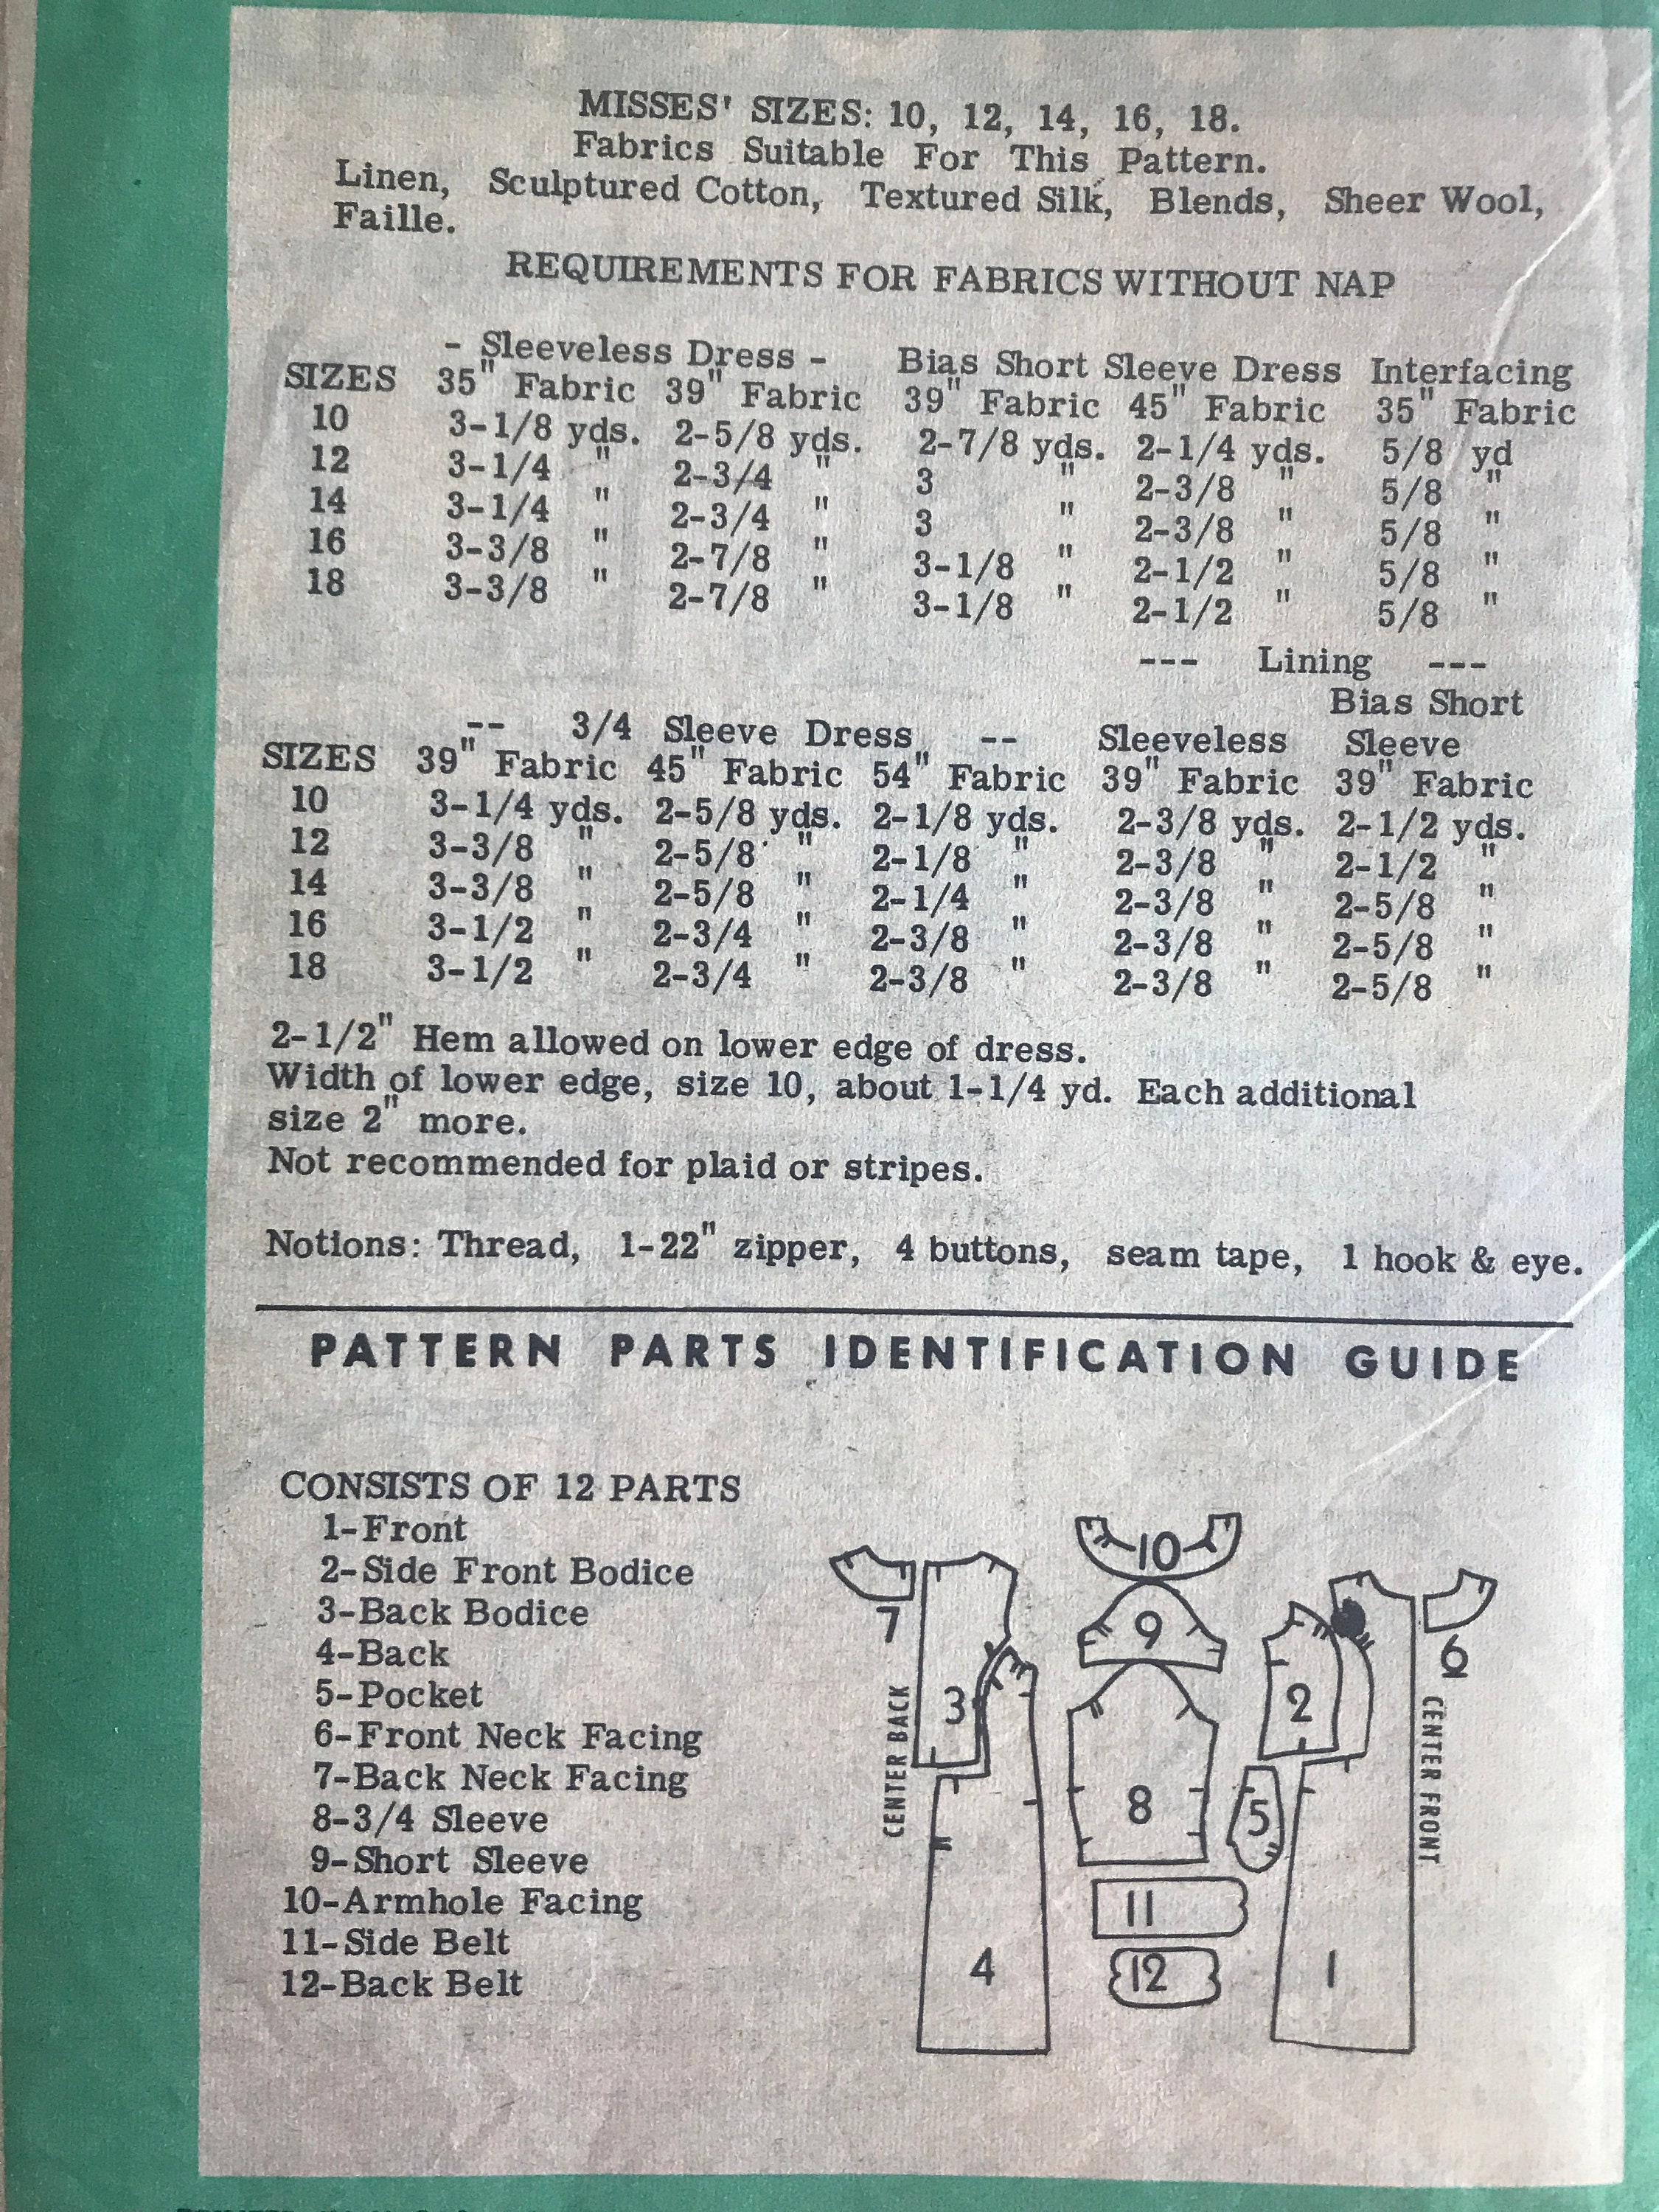 MISSES' SIZES: 10, 12, 14, 16, 18.
Fabrics Suitable For This Pattern.
Linen, Sculptured Cotton, Textured Silk, Blends, Sheer Wool,
Faille.
REQUIREMENTS FOR FABRICS WITHOUT NAP
- Sleeveless Dress - Bias Short Sleeve Dress Interfacing
SIZES 35" Fabric 39" Fabric 39" Fabric 45" Fabric 35" Fabric
10 3-1/8 yds. 2-5/8 yds. 2-7/8 yds. 2-1/4 yds. 5/8 yd
12 3-1/4 " 2-3/4 " 3 " 2-3/8 " 5/8 "
14 3-1/4 " 2-3/4 " 3 " 2-3/8 " 5/8 "
16 3-3/8 " 2-7/8 " 3-1/8 " 2-1/2 " 5/8 "
18 3-3/8 " 2-7/8 " 3-1/8 " 2-1/2 " 5/8 "
--- Lining ---
Bias Short
-- 3/4 Sleeve Dress -- Sleeveless Sleeve
SIZES 39" Fabric 45" Fabric 54" Fabric 39" Fabric 39" Fabric
10 3-1/4 yds. 2-5/8 yds. 2-1/8 yds. 2-3/8 yds. 2-1/2 yds.
12 3-3/8 " 2-5/8 " 2-1/8 " 2-3/8 " 2-1/2 "
14 3-3/8 " 2-5/8 " 2-1/4 " 2-3/8 " 2-5/8 "
16 3-1/2 " 2-3/4 " 2-3/8 " 2-3/8 " 2-5/8 "
18 3-1/2 " 2-3/4 " 2-3/8 " 2-3/8 " 2-5/8 "
2-1/2" Hem allowed on lower edge of dress.
Width of lower edge, size 10, about 1-1/4 yd. Each additional
size 2" more.
Not recommended for plaid or stripes.
Notions: Thread, 1-22" zipper, 4 buttons, seam tape, 1 hook & eye.
PATTERN PARTS IDENTIFICATION GUIDE
CONSISTS OF 12 PARTS
1-Front
2-Side Front Bodice
3-Back Bodice
4-Back
5-Pocket
6-Front Neck Facing
7-Back Neck Facing
8-3/4 Sleeve
9-Short Sleeve
10-Armhole Facing
11-Side Belt
12-Back Belt
10
7
9
6
3
2
CENTER BACK
CENTER FRONT
8
5
11
4
12
1